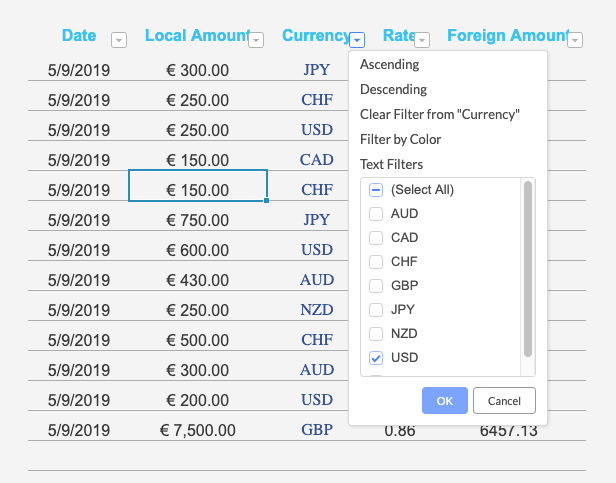 Date Local Amount Currency Rate Foreign Amount
5/9/2019 € 300.00 JPY Ascending
5/9/2019 € 250.00 CHF Descending
5/9/2019 € 250.00 USD Clear Filter from "Currency"
Filter by Color
5/9/2019 € 150.00 CAD Text Filters
5/9/2019 € 150.00 CHF (Select All)
5/9/2019 € 750.00 JPY AUD
CAD
5/9/2019 € 600.00 USD CHF
5/9/2019 € 430.00 AUD GBP
5/9/2019 € 250.00 NZD JPY
5/9/2019 € 500.00 CHF NZD
5/9/2019 € 300.00 AUD USD
5/9/2019 € 200.00 USD OK Cancel
5/9/2019 € 7,500.00 GBP 0.86 6457.13